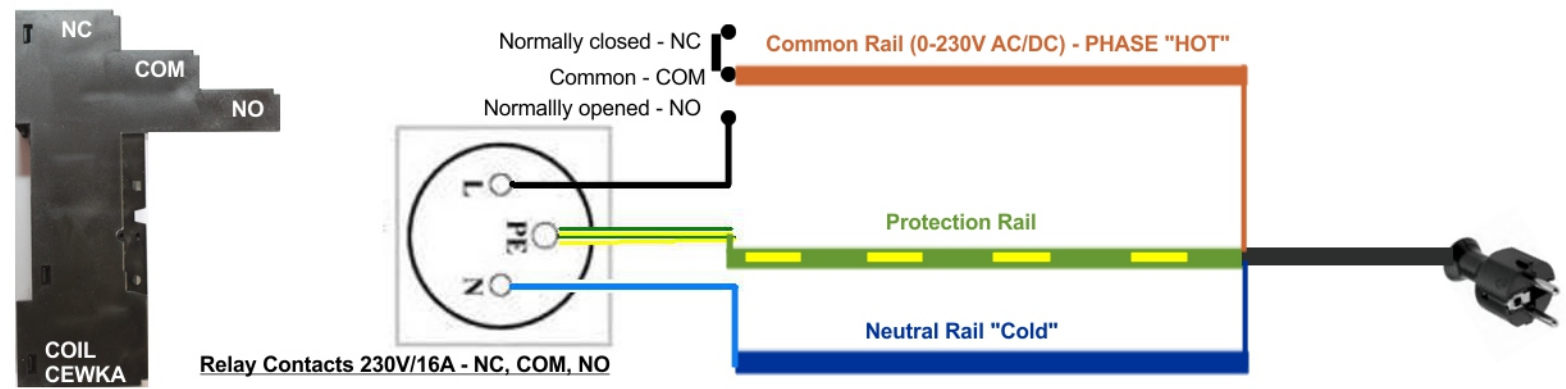 NC
COM
NO
COIL
CEWKA
Normally closed - NC
Common - COM
Normallly opened - NO
Common Rail (0-230V AC/DC) - PHASE "HOT"
L
PE
N
Protection Rail
Neutral Rail "Cold"
Relay Contacts 230V/16A - NC, COM, NO